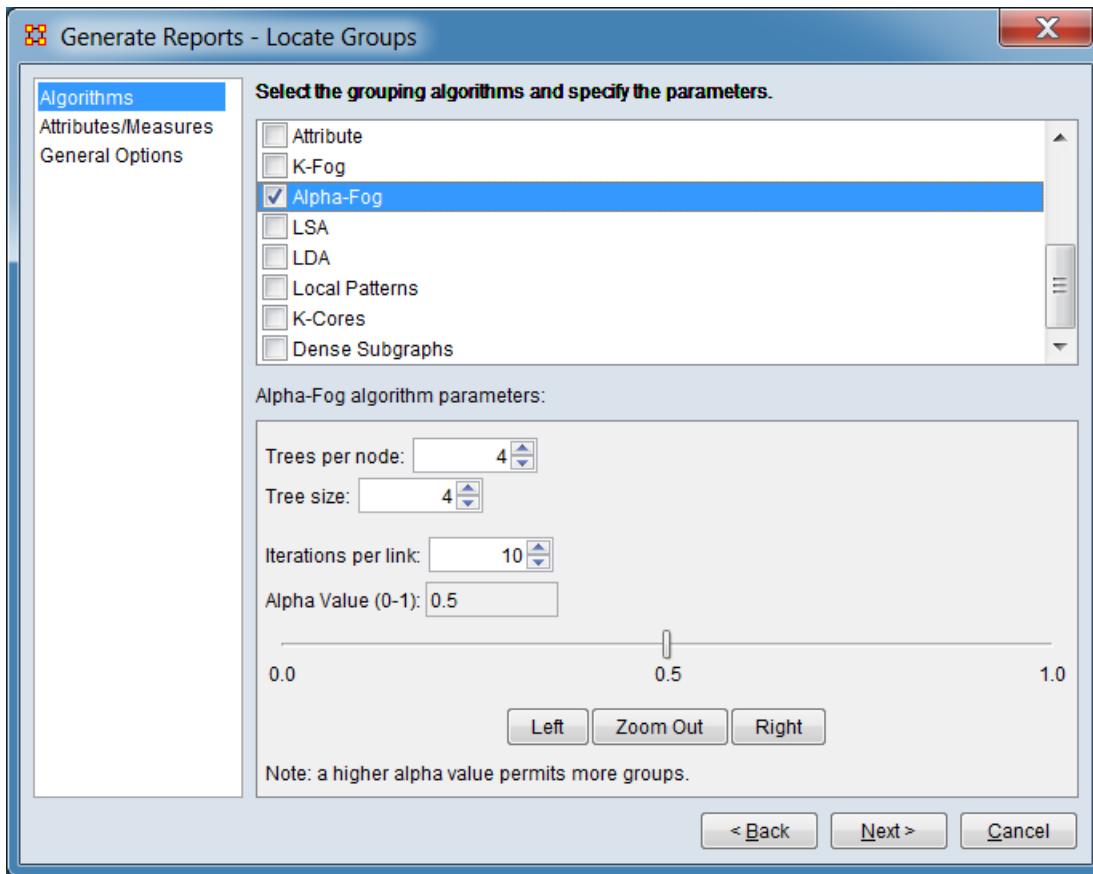 Generate Reports - Locate Groups
X
Algorithms
Attributes/Measures
General Options
Select the grouping algorithms and specify the parameters.
Attribute
K-Fog
Alpha-Fog
LSA
LDA
Local Patterns
K-Cores
Dense Subgraphs
Alpha-Fog algorithm parameters:
Trees per node: 4
Tree size: 4
Iterations per link: 10
Alpha Value (0-1): 0.5
0.0 0.5 1.0
Left Zoom Out Right
Note: a higher alpha value permits more groups.
< Back Next > Cancel